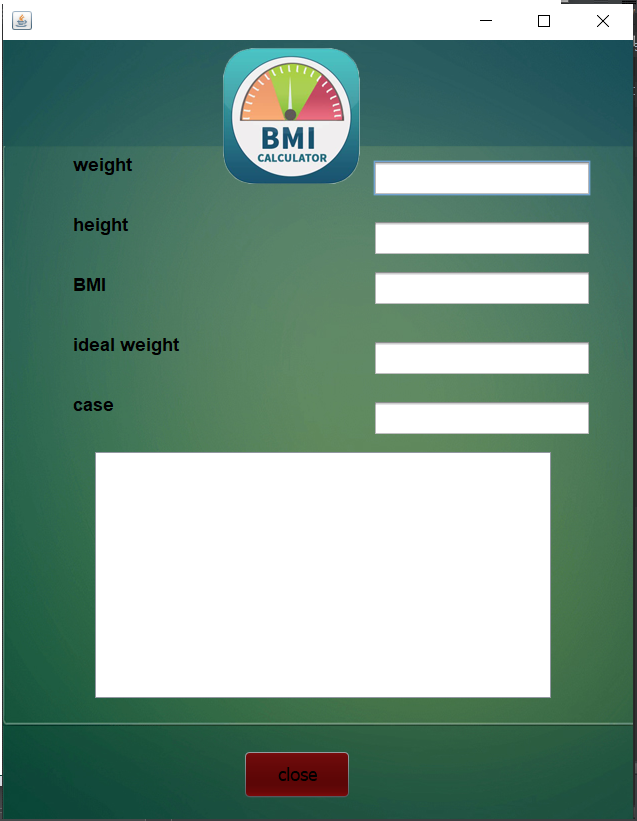 BMI
CALCULATOR
weight
height
BMI
ideal weight
case
close